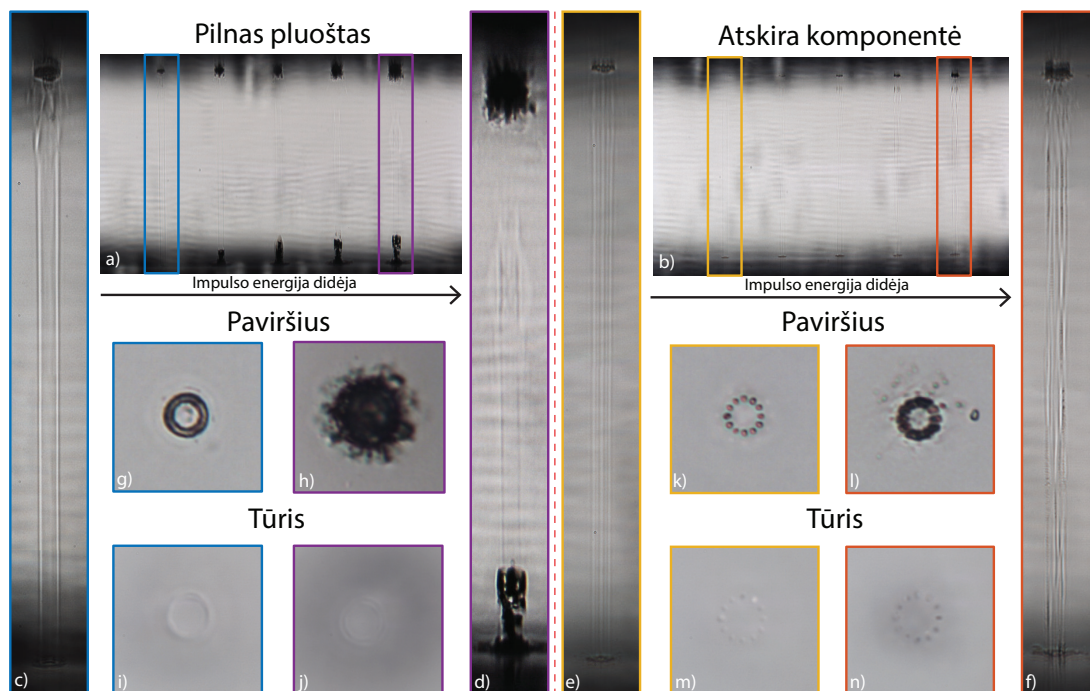 Pilnas pluoštas
Atskira komponentė
a)
b)
Impulso energija didėja
Impulso energija didėja
Paviršius
Paviršius
g)
h)
k)
l)
Tūris
Tūris
c)
i)
j)
d)
e)
m)
n)
f)